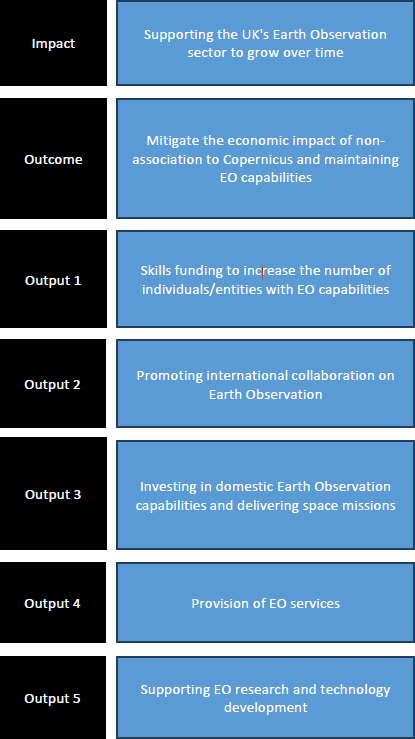 Impact
Supporting the UK's Earth Observation
sector to grow over time
Outcome
Mitigate the economic impact of non-
association to Copernicus and maintaining
EO capabilities
Output 1
Skills funding to increase the number of
individuals/entities with EO capabilities
Output 2
Promoting international collaboration on
Earth Observation
Output 3
Investing in domestic Earth Observation
capabilities and delivering space missions
Output 4
Provision of EO services
Output 5
Supporting EO research and technology
development